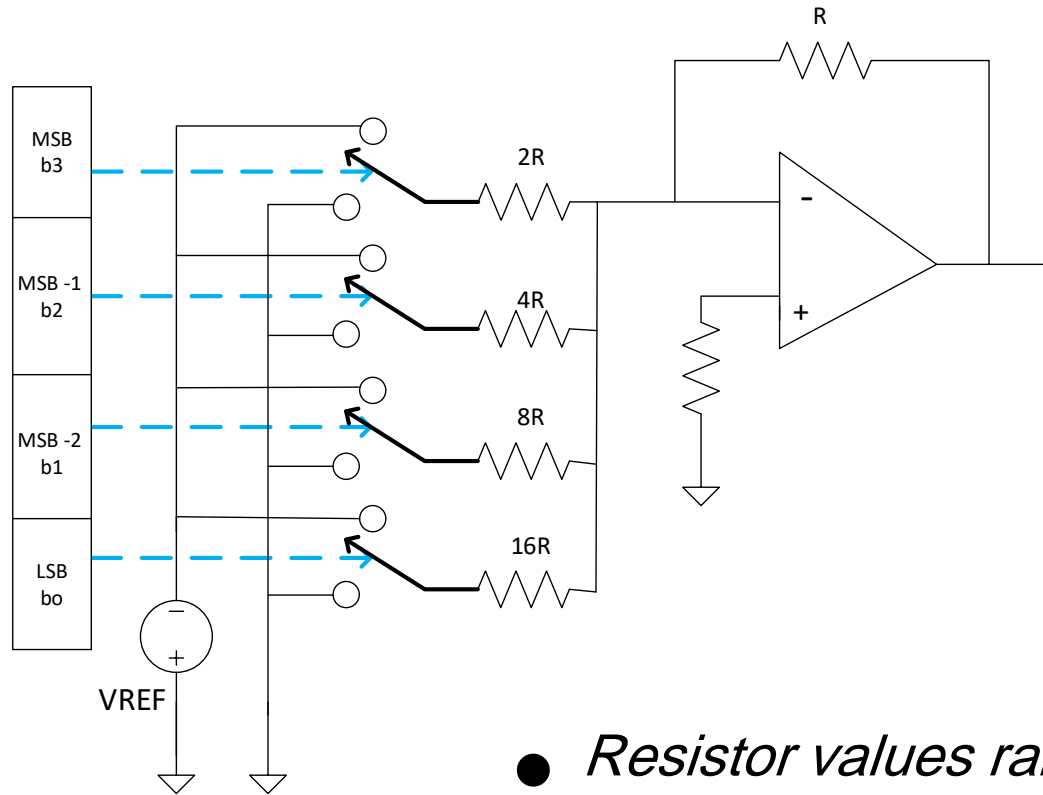 R
MSB
b3
2R
-
MSB -1
b2
4R
+
MSB -2
b1
8R
LSB
bo
16R
−
+
VREF
● Resistor values